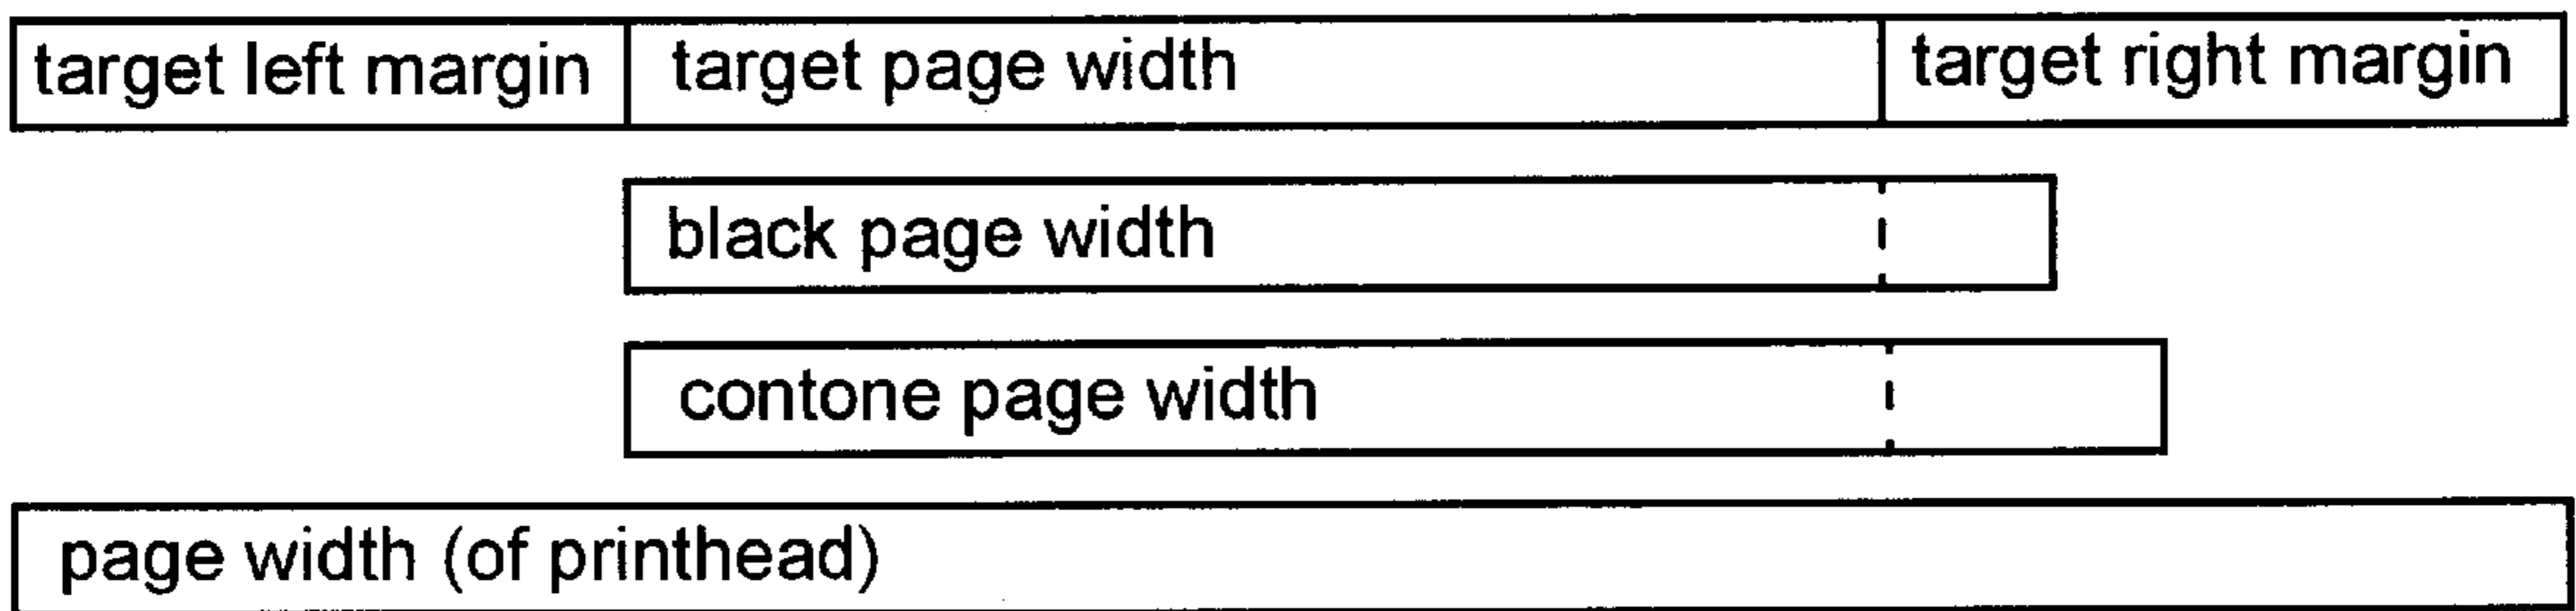 target left margin target page width target right margin
black page width
contone page width
page width (of printhead)